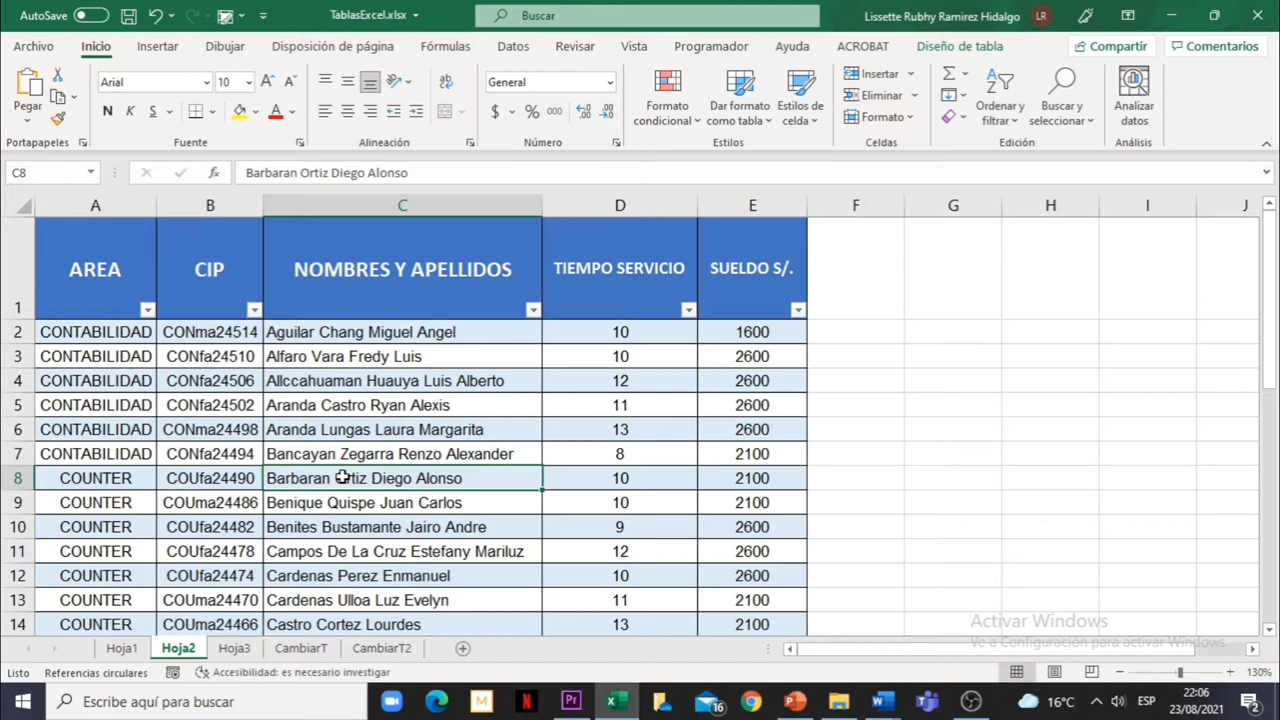 AutoSave
TablasExcel.xlsx
Buscar
Lissette Rubhy Ramirez Hidalgo
LR
Archivo Inicio Insertar Dibujar Disposición de página Fórmulas Datos Revisar Vista Programador Ayuda ACROBAT Diseño de tabla
Compartir
Comentarios
Pegar
Arial
10
N K S
General
$ % 000
Formato condicional
Dar formato como tabla
Estilos de celda
Insertar
Eliminar
Formato
Ordenar y filtrar
Buscar y seleccionar
Analizar datos
Portapapeles Fuente Alineación Número Estilos Celdas Edición Análisis
C8
fx
Barbaran Ortiz Diego Alonso
A B C D E F G H I J
1 AREA CIP NOMBRES Y APELLIDOS TIEMPO SERVICIO SUELDO S/.
2 CONTABILIDAD CONma24514 Aguilar Chang Miguel Angel 10 1600
3 CONTABILIDAD CONfa24510 Alfaro Vara Fredy Luis 10 2600
4 CONTABILIDAD CONfa24506 Allccahuaman Huauya Luis Alberto 12 2600
5 CONTABILIDAD CONfa24502 Aranda Castro Ryan Alexis 11 2600
6 CONTABILIDAD CONma24498 Aranda Lungas Laura Margarita 13 2600
7 CONTABILIDAD CONfa24494 Bancayan Zegarra Renzo Alexander 8 2100
8 COUNTER COUfa24490 Barbaran Ortiz Diego Alonso 10 2100
9 COUNTER COUma24486 Benique Quispe Juan Carlos 10 2100
10 COUNTER COUfa24482 Benites Bustamante Jairo Andre 9 2600
11 COUNTER COUfa24478 Campos De La Cruz Estefany Mariluz 12 2600
12 COUNTER COUfa24474 Cardenas Perez Enmanuel 10 2600
13 COUNTER COUma24470 Cardenas Ulloa Luz Evelyn 11 2100
14 COUNTER COUma24466 Castro Cortez Lourdes 13 2100
Activar Windows
Ve a Configuración para activar Windows.
Hoja1 Hoja2 Hoja3 CambiarT CambiarT2
Listo Referencias circulares Accesibilidad: es necesario investigar
130%
Escribe aquí para buscar
16
16°C
ESP
22:06
23/08/2021
2